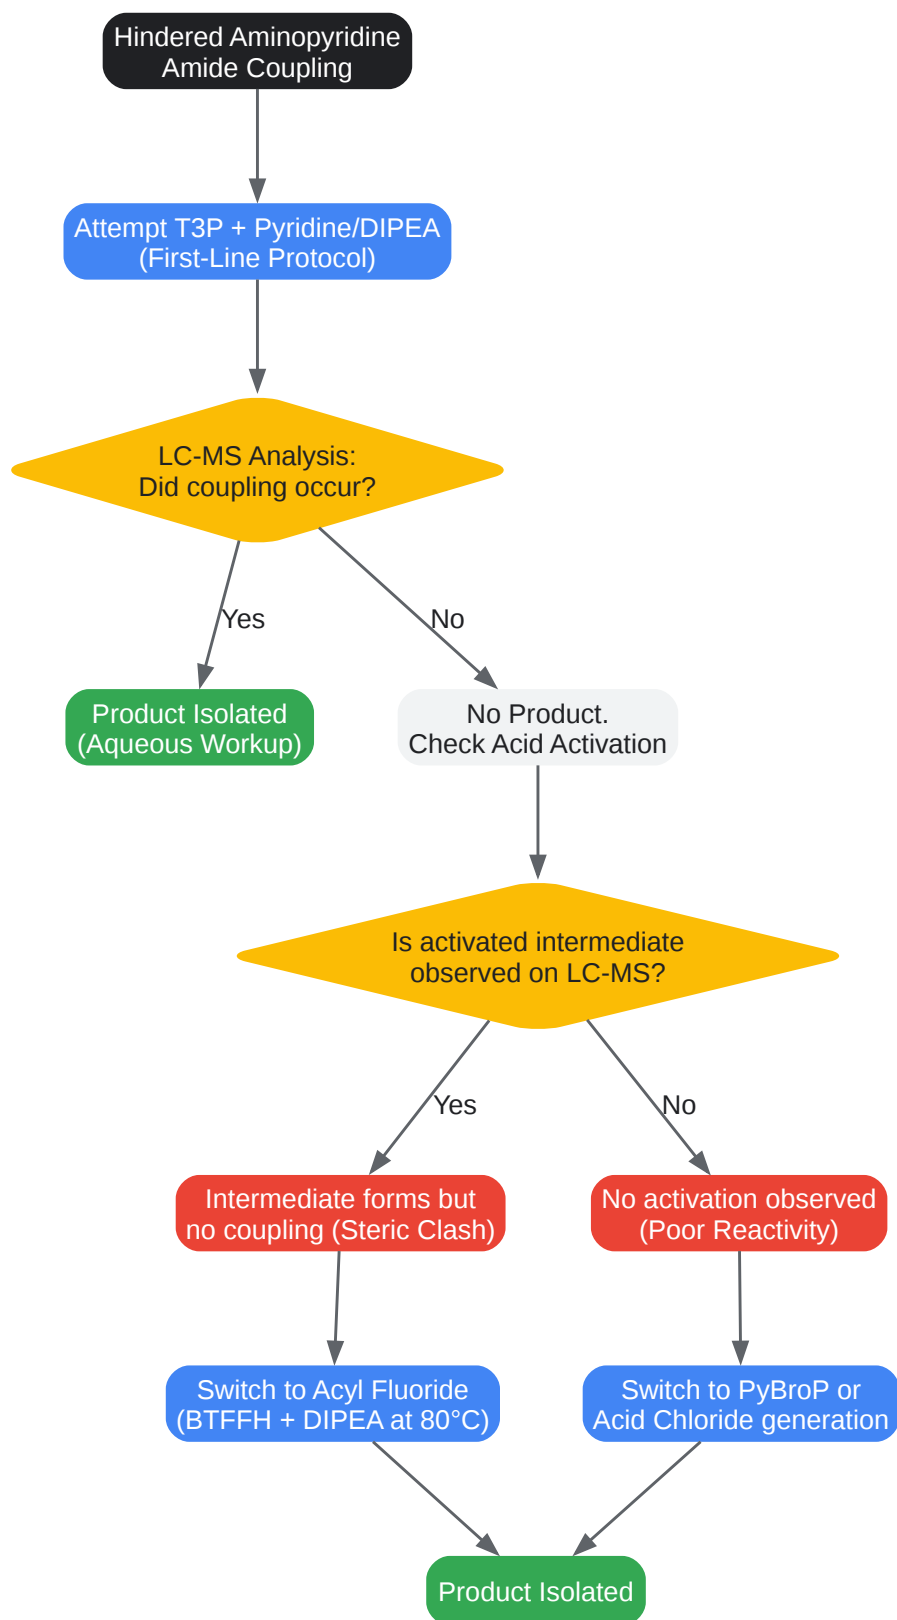 Hindered Aminopyridine
Amide Coupling
Attempt T3P + Pyridine/DIPEA
(First-Line Protocol)
LC-MS Analysis:
Did coupling occur?
Yes
No
Product Isolated
(Aqueous Workup)
No Product.
Check Acid Activation
Is activated intermediate
observed on LC-MS?
Yes
No
Intermediate forms but
no coupling (Steric Clash)
No activation observed
(Poor Reactivity)
Switch to Acyl Fluoride
(BTFFH + DIPEA at 80°C)
Switch to PyBroP or
Acid Chloride generation
Product Isolated